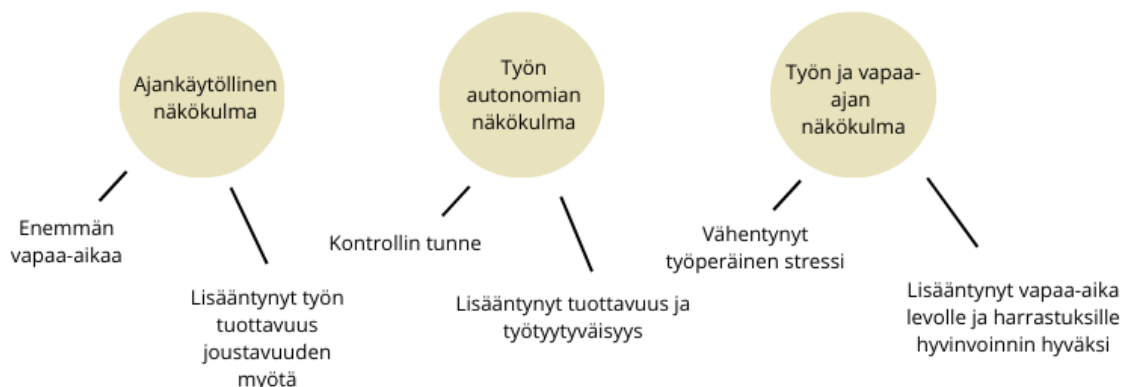 Ajankäytöllinen
näkökulma
Enemmän
vapaa-aikaa
Lisääntynyt työn
tuottavuus
joustavuuden
myötä
Työn
autonomian
näkökulma
Kontrollin tunne
Lisääntynyt tuottavuus ja
työtyytyväisyys
Työn ja vapaa-
ajan
näkökulma
Vähentynyt
työperäinen stressi
Lisääntynyt vapaa-aika
levolle ja harrastuksille
hyvinvoinnin hyväksi